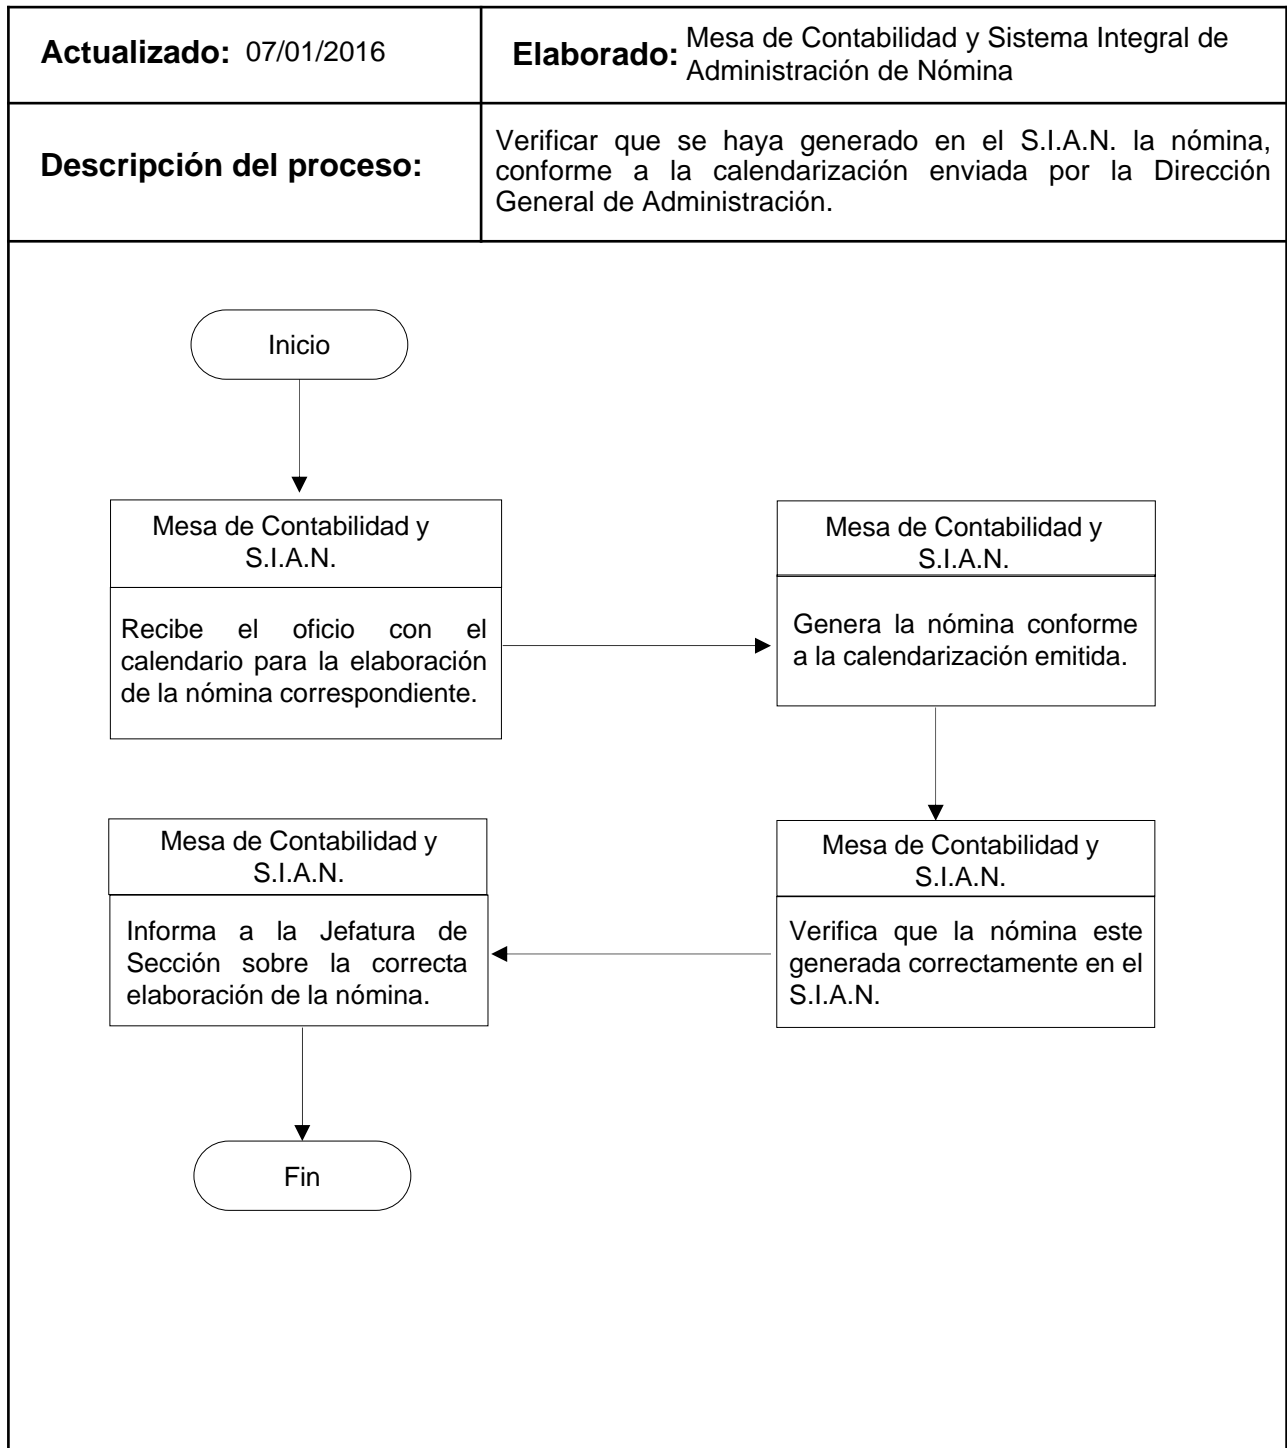 Actualizado: 07/01/2016
Elaborado: Mesa de Contabilidad y Sistema Integral de
Administración de Nómina
Descripción del proceso:
Verificar que se haya generado en el S.I.A.N. la nómina,
conforme a la calendarización enviada por la Dirección
General de Administración.
Inicio
Mesa de Contabilidad y
S.I.A.N.
Recibe el oficio con el
calendario para la elaboración
de la nómina correspondiente.
Mesa de Contabilidad y
S.I.A.N.
Genera la nómina conforme
a la calendarización emitida.
Mesa de Contabilidad y
S.I.A.N.
Verifica que la nómina este
generada correctamente en el
S.I.A.N.
Mesa de Contabilidad y
S.I.A.N.
Informa a la Jefatura de
Sección sobre la correcta
elaboración de la nómina.
Fin